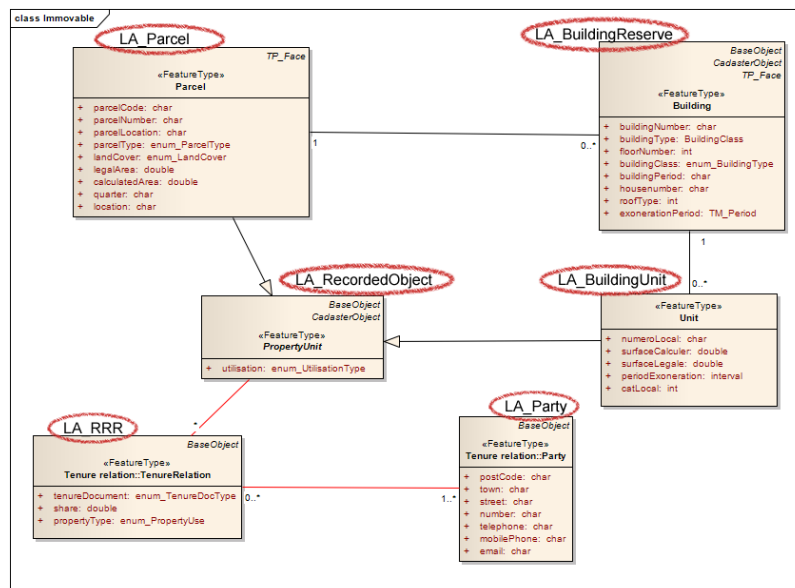 class Immovable
LA_Parcel
TP_Face
«FeatureType»
Parcel
+ parcelCode: char
+ parcelNumber: char
+ parcelLocation: char
+ parcelType: enum_ParcelType
+ landCover: enum_LandCover
+ legalArea: double
+ calculatedArea: double
+ quarter: char
+ location: char
1
0..*
LA_BuildingReserve
BaseObject
CadasterObject
TP_Face
«FeatureType»
Building
+ buildingNumber: char
+ buildingType: BuildingClass
+ floorNumber: int
+ buildingClass: enum_BuildingType
+ buildingPeriod: char
+ housenumber: char
+ roofType: int
+ exonerationPeriod: TM_Period
1
0..*
LA_RecordedObject
BaseObject
CadasterObject
«FeatureType»
PropertyUnit
+ utilisation: enum_UtilisationType
LA_BuildingUnit
«FeatureType»
Unit
+ numeroLocal: char
+ surfaceCalculer: double
+ surfaceLegale: double
+ periodExoneration: interval
+ catLocal: int
*
LA_RRR
BaseObject
«FeatureType»
Tenure relation::TenureRelation
+ tenureDocument: enum_TenureDocType
+ share: double
+ propertyType: enum_PropertyUse
0..*
1..*
LA_Party
BaseObject
«FeatureType»
Tenure relation::Party
+ postCode: char
+ town: char
+ street: char
+ number: char
+ telephone: char
+ mobilePhone: char
+ email: char